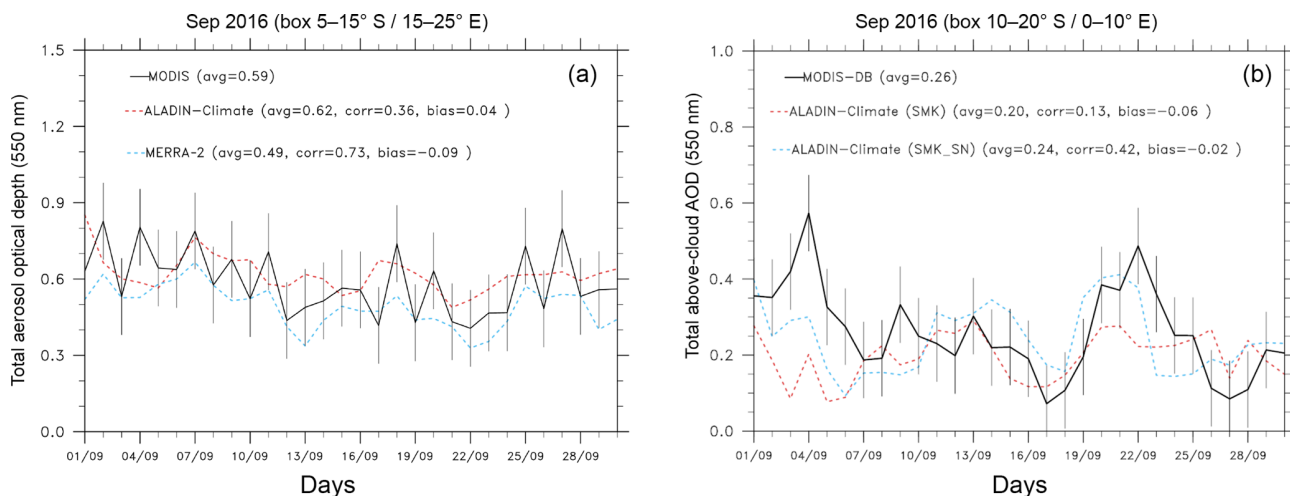 Sep 2016 (box 5–15° S / 15–25° E)
(a)
MODIS (avg=0.59)
ALADIN–Climate (avg=0.62, corr=0.36, bias=0.04 )
MERRA–2 (avg=0.49, corr=0.73, bias=−0.09 )
Total aerosol optical depth (550 nm)
1.5
1.2
0.9
0.6
0.3
0.0
01/09 04/09 07/09 10/09 13/09 16/09 19/09 22/09 25/09 28/09
Days
Sep 2016 (box 10–20° S / 0–10° E)
(b)
MODIS–DB (avg=0.26)
ALADIN–Climate (SMK) (avg=0.20, corr=0.13, bias=−0.06 )
ALADIN–Climate (SMK_SN) (avg=0.24, corr=0.42, bias=−0.02 )
Total above-cloud AOD (550 nm)
1.0
0.8
0.6
0.4
0.2
0.0
01/09 04/09 07/09 10/09 13/09 16/09 19/09 22/09 25/09 28/09
Days